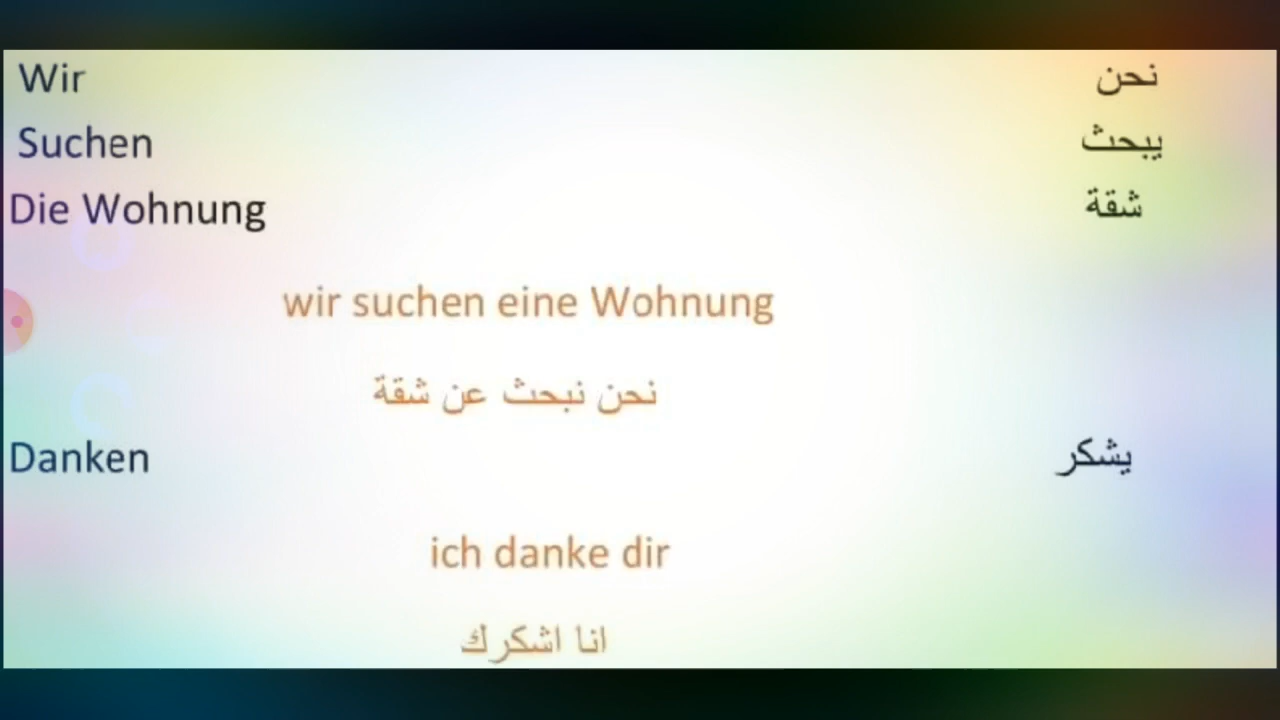 Wir نحن
Suchen يبحث
Die Wohnung شقة
wir suchen eine Wohnung
نحن نبحث عن شقة
Danken يشكر
ich danke dir
انا اشكرك